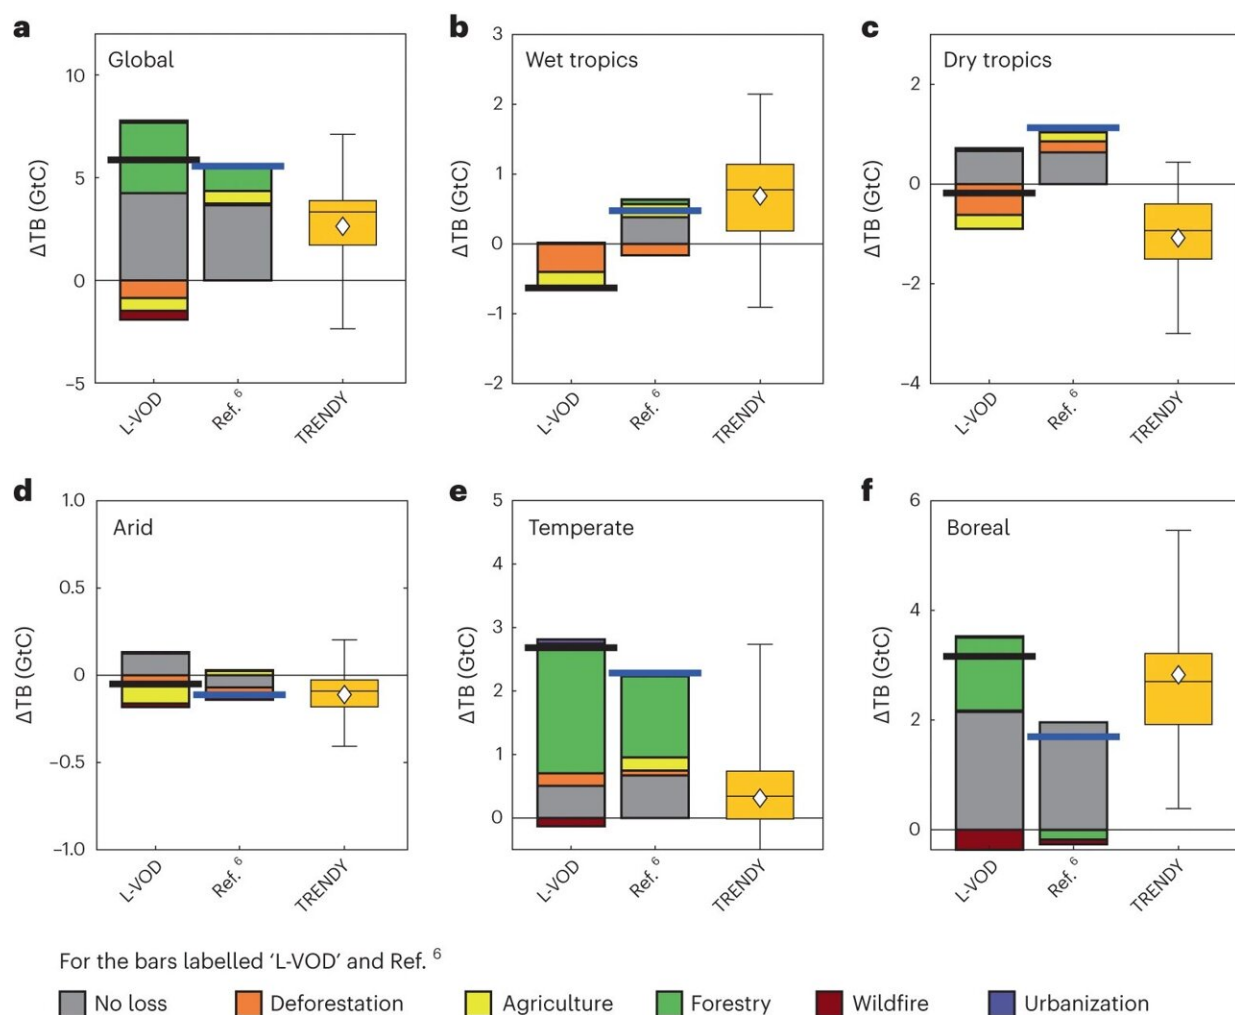 a
Global
ΔTB (GtC)
10
5
0
−5
L-VOD
Ref. 6
TRENDY
b
Wet tropics
ΔTB (GtC)
3
2
1
0
−1
−2
L-VOD
Ref. 6
TRENDY
c
Dry tropics
ΔTB (GtC)
2
0
−2
−4
L-VOD
Ref. 6
TRENDY
d
Arid
ΔTB (GtC)
1.0
0.5
0
−0.5
−1.0
L-VOD
Ref. 6
TRENDY
e
Temperate
ΔTB (GtC)
5
4
3
2
1
0
L-VOD
Ref. 6
TRENDY
f
Boreal
ΔTB (GtC)
6
4
2
0
L-VOD
Ref. 6
TRENDY
For the bars labelled ‘L-VOD’ and Ref. 6
No loss Deforestation Agriculture Forestry Wildfire Urbanization